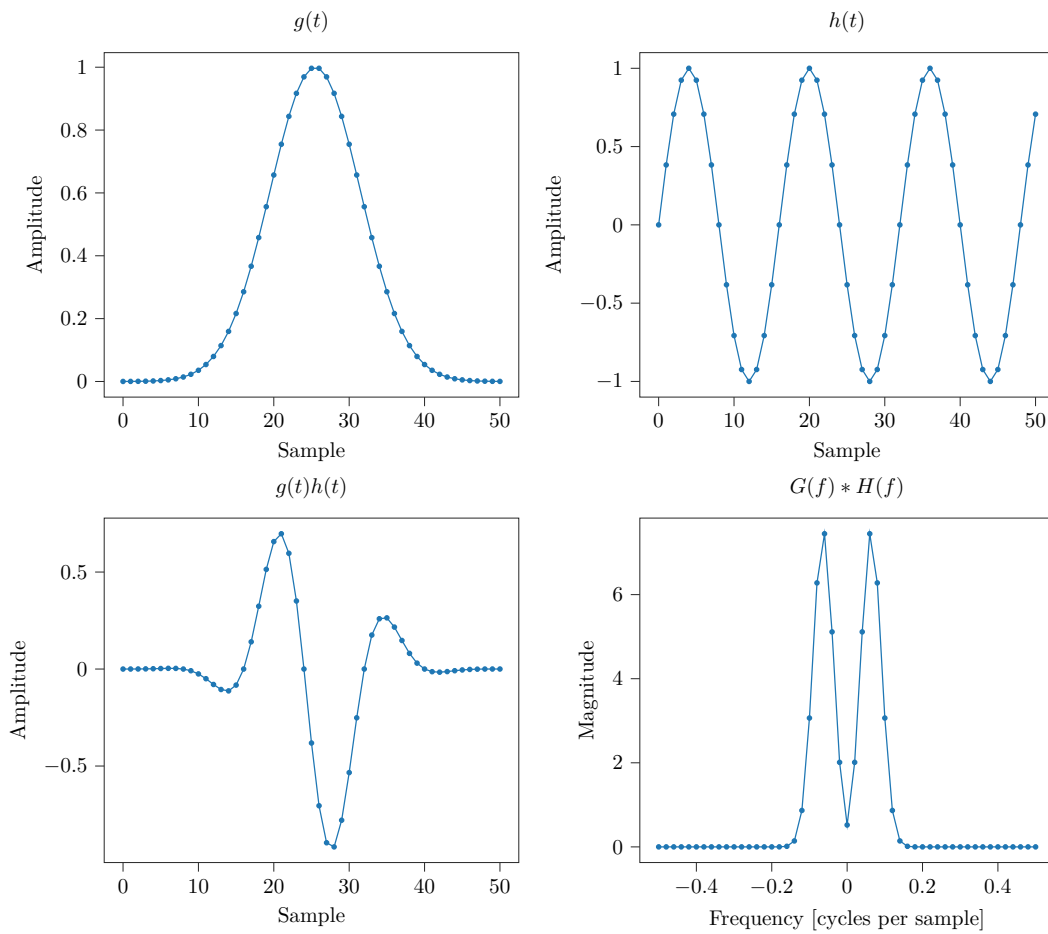 g(t)
1
0.8
0.6
0.4
0.2
0
Amplitude
0 10 20 30 40 50
Sample
h(t)
1
0.5
0
−0.5
−1
Amplitude
0 10 20 30 40 50
Sample
g(t)h(t)
0.5
0
−0.5
Amplitude
0 10 20 30 40 50
Sample
G(f) ∗ H(f)
6
4
2
0
Magnitude
−0.4 −0.2 0 0.2 0.4
Frequency [cycles per sample]